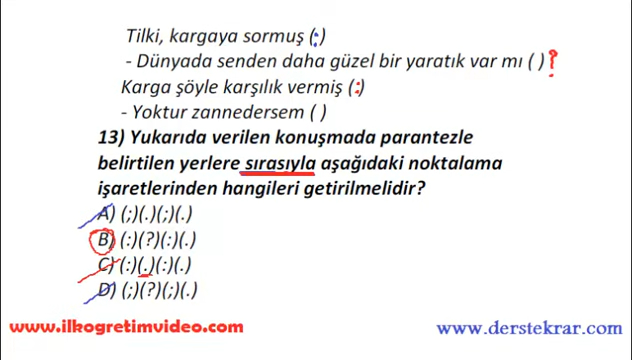 Tilki, kargaya sormuş (:)
- Dünyada senden daha güzel bir yaratık var mı ( ) ?
Karga şöyle karşılık vermiş (:)
- Yoktur zannedersem ( )
13) Yukarıda verilen konuşmada parantezle
belirtilen yerlere sırasıyla aşağıdaki noktalama
işaretlerinden hangileri getirilmelidir?
A) (;)(.)(;)(.)
B) (:)(?)(:)(.)
C) (:)(.)(:)(.)
D) (;)(?)(;)(.)
www.ilkogretimvideo.com
www.derstekrar.com